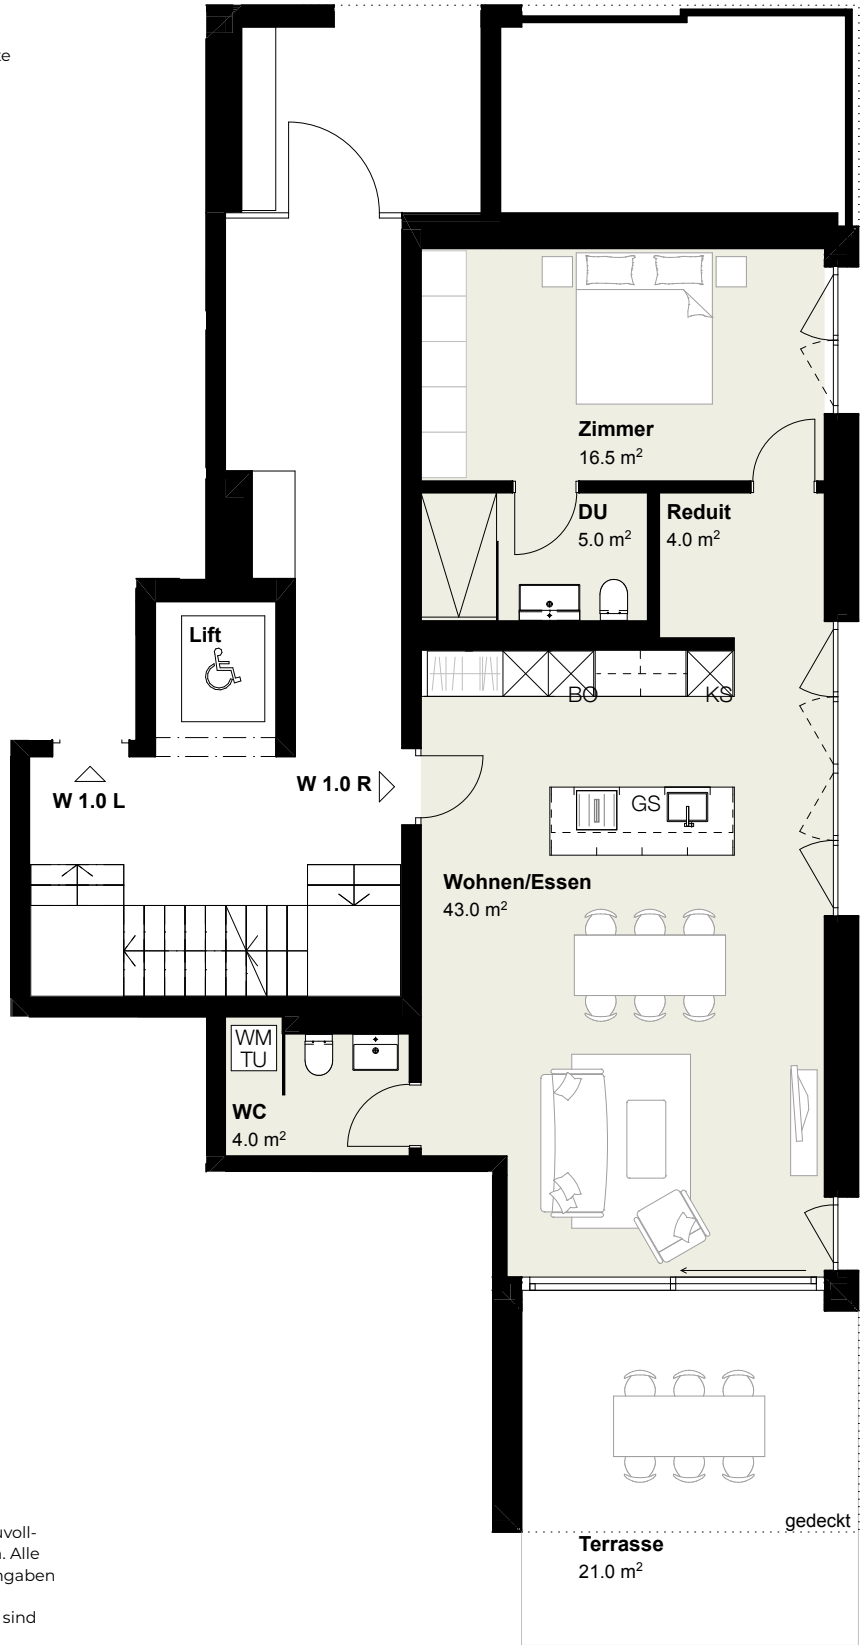 Zimmer
16.5 m²
DU
5.0 m²
Reduit
4.0 m²
Lift
BO
KS
W 1.0 R
W 1.0 L
GS
Wohnen/Essen
43.0 m²
WM
TU
WC
4.0 m²
gedeckt
Terrasse
21.0 m²
sind